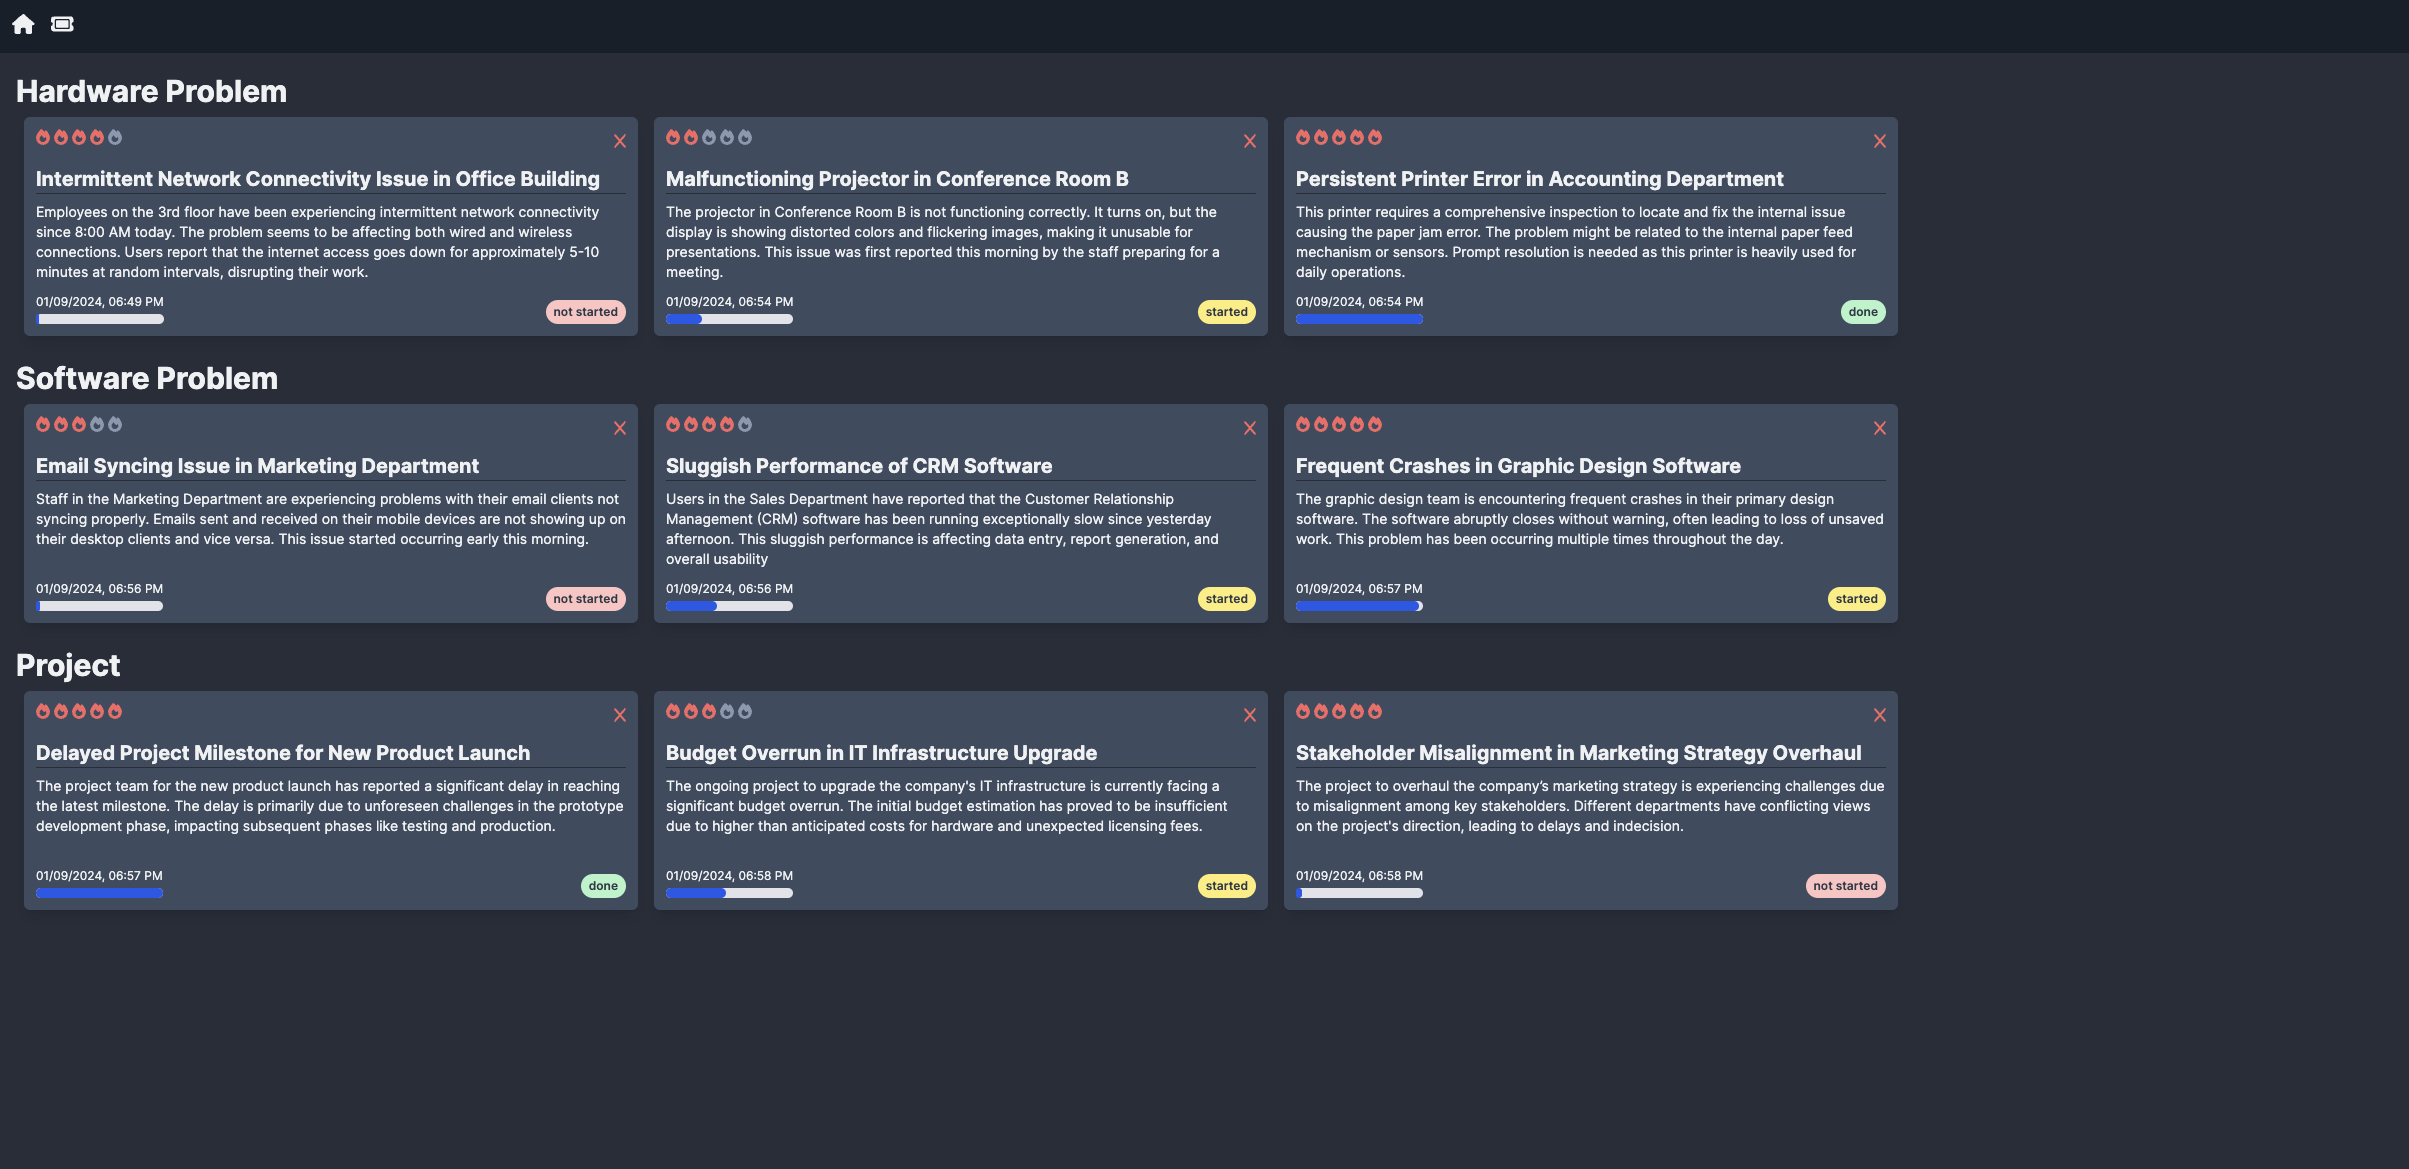 Hardware Problem
Intermittent Network Connectivity Issue in Office Building
Employees on the 3rd floor have been experiencing intermittent network connectivity
since 8:00 AM today. The problem seems to be affecting both wired and wireless
connections. Users report that the internet access goes down for approximately 5-10
minutes at random intervals, disrupting their work.
01/09/2024, 06:49 PM
not started
Malfunctioning Projector in Conference Room B
The projector in Conference Room B is not functioning correctly. It turns on, but the
display is showing distorted colors and flickering images, making it unusable for
presentations. This issue was first reported this morning by the staff preparing for a
meeting.
01/09/2024, 06:54 PM
started
Persistent Printer Error in Accounting Department
This printer requires a comprehensive inspection to locate and fix the internal issue
causing the paper jam error. The problem might be related to the internal paper feed
mechanism or sensors. Prompt resolution is needed as this printer is heavily used for
daily operations.
01/09/2024, 06:54 PM
done
Software Problem
Email Syncing Issue in Marketing Department
Staff in the Marketing Department are experiencing problems with their email clients not
syncing properly. Emails sent and received on their mobile devices are not showing up on
their desktop clients and vice versa. This issue started occurring early this morning.
01/09/2024, 06:56 PM
not started
Sluggish Performance of CRM Software
Users in the Sales Department have reported that the Customer Relationship
Management (CRM) software has been running exceptionally slow since yesterday
afternoon. This sluggish performance is affecting data entry, report generation, and
overall usability
01/09/2024, 06:56 PM
started
Frequent Crashes in Graphic Design Software
The graphic design team is encountering frequent crashes in their primary design
software. The software abruptly closes without warning, often leading to loss of unsaved
work. This problem has been occurring multiple times throughout the day.
01/09/2024, 06:57 PM
started
Project
Delayed Project Milestone for New Product Launch
The project team for the new product launch has reported a significant delay in reaching
the latest milestone. The delay is primarily due to unforeseen challenges in the prototype
development phase, impacting subsequent phases like testing and production.
01/09/2024, 06:57 PM
done
Budget Overrun in IT Infrastructure Upgrade
The ongoing project to upgrade the company's IT infrastructure is currently facing a
significant budget overrun. The initial budget estimation has proved to be insufficient
due to higher than anticipated costs for hardware and unexpected licensing fees.
01/09/2024, 06:58 PM
started
Stakeholder Misalignment in Marketing Strategy Overhaul
The project to overhaul the company’s marketing strategy is experiencing challenges due
to misalignment among key stakeholders. Different departments have conflicting views
on the project's direction, leading to delays and indecision.
01/09/2024, 06:58 PM
not started